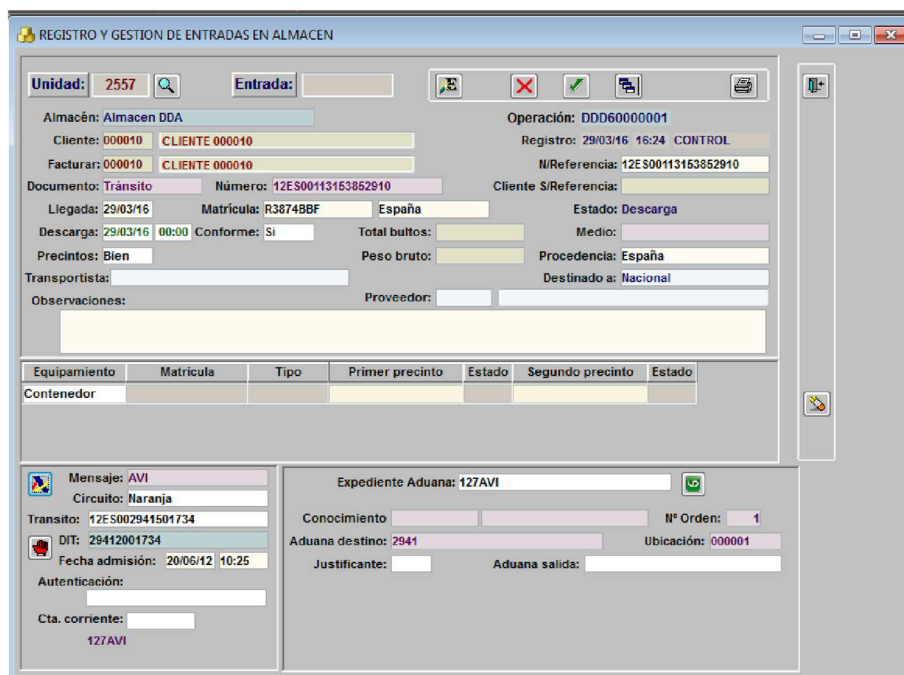 REGISTRO Y GESTION DE ENTRADAS EN ALMACEN
Unidad: 2557 Entrada:
Almacén: Almacen DDA Operación: DDD60000001
Cliente: 000010 CLIENTE 000010 Registro: 29/03/16 16:24 CONTROL
Facturar: 000010 CLIENTE 000010 N/Referencia: 12ES00113153852910
Documento: Tránsito Número: 12ES00113153852910 Cliente S/Referencia:
Llegada: 29/03/16 Matrícula: R3874BBF España Estado: Descarga
Descarga: 29/03/16 00:00 Conforme: Si Total bultos: Medio:
Precintos: Bien Peso bruto: Procedencia: España
Transportista: Destinado a: Nacional
Observaciones: Proveedor:
Equipamiento Matricula Tipo Primer precinto Estado Segundo precinto Estado
Contenedor
Mensaje: AVI
Circuito: Naranja
Transito: 12ES002941501734
DIT: 29412001734
Fecha admisión: 20/06/12 10:25
Autenticación:
Cta. corriente:
127AVI
Expediente Aduana: 127AVI
Conocimiento Nº Orden: 1
Aduana destino: 2941 Ubicación: 000001
Justificante: Aduana salida: